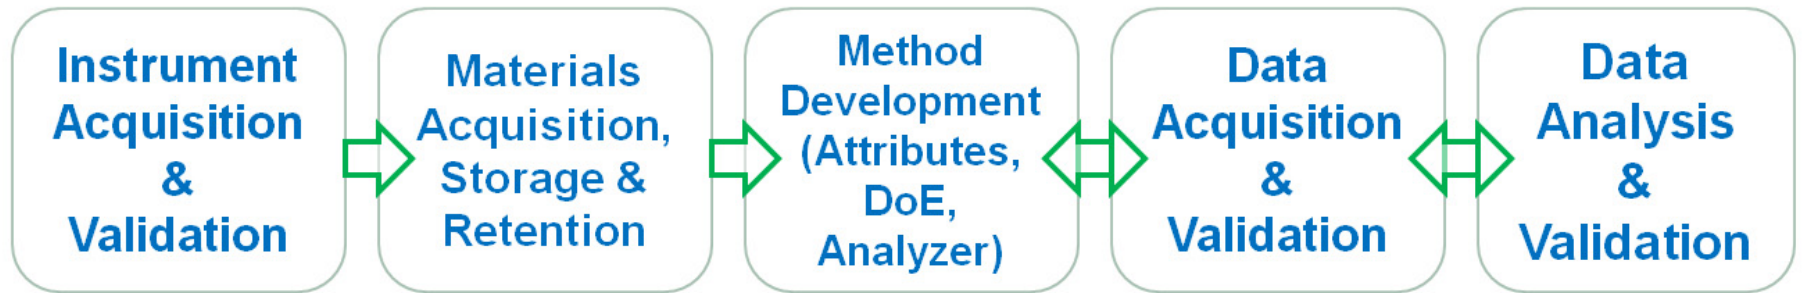 Instrument
Acquisition
&
Validation
Materials
Acquisition,
Storage &
Retention
Method
Development
(Attributes,
DoE,
Analyzer)
Data
Acquisition
&
Validation
Data
Analysis
&
Validation